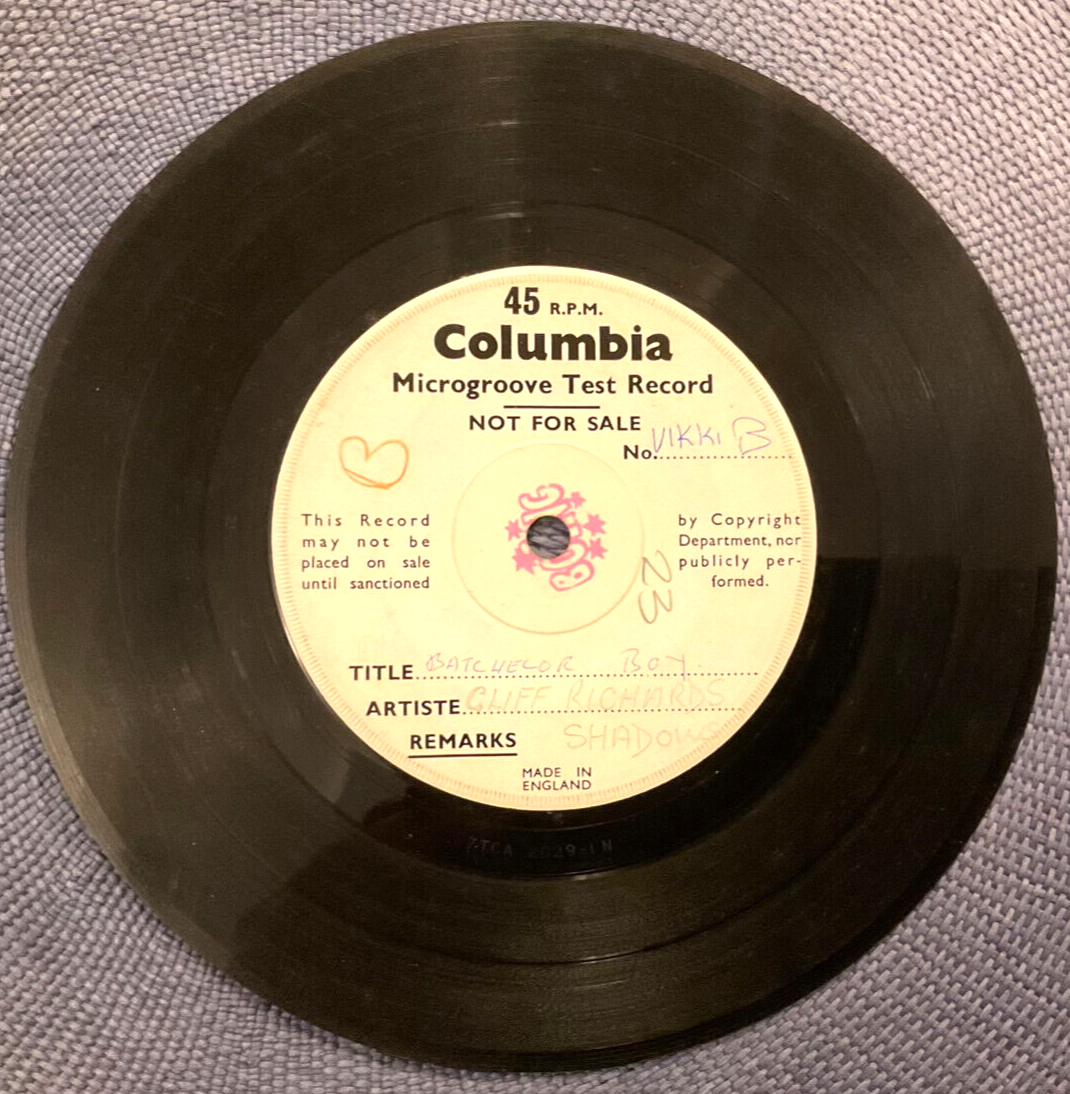 45 R.P.M.
Columbia
Microgroove Test Record
NOT FOR SALE
No. VIKKI B
This Record
may not be
placed on sale
until sanctioned
by Copyright
Department, nor
publicly per-
formed.
23
TITLE BATCHELOR BOY.
ARTISTE CLIFF RICHARDS
REMARKS SHADOWS
MADE IN
ENGLAND